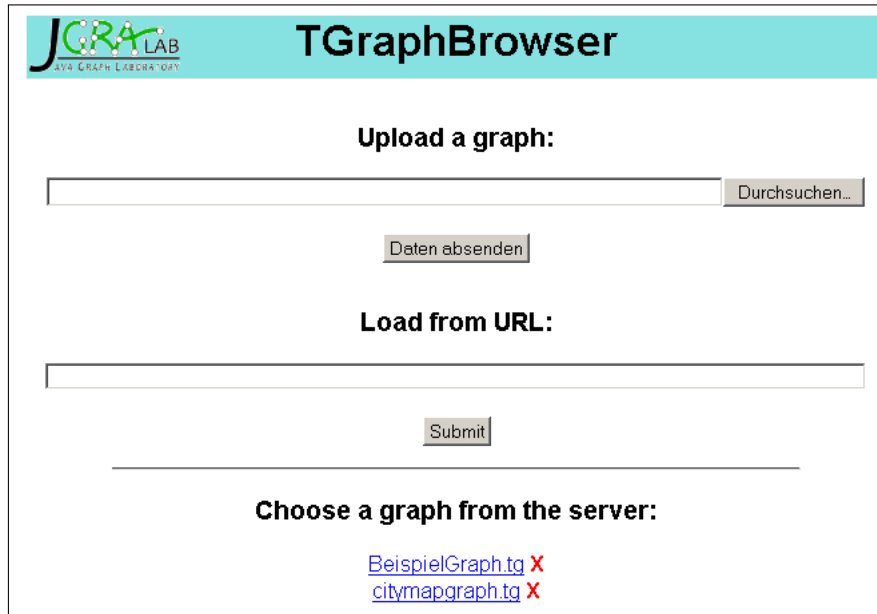 JGRALAB
JAVA GRAPH LABORATORY
TGraphBrowser
Upload a graph:
Durchsuchen...
Daten absenden
Load from URL:
Submit
Choose a graph from the server:
BeispielGraph.tg X
citymapgraph.tg X